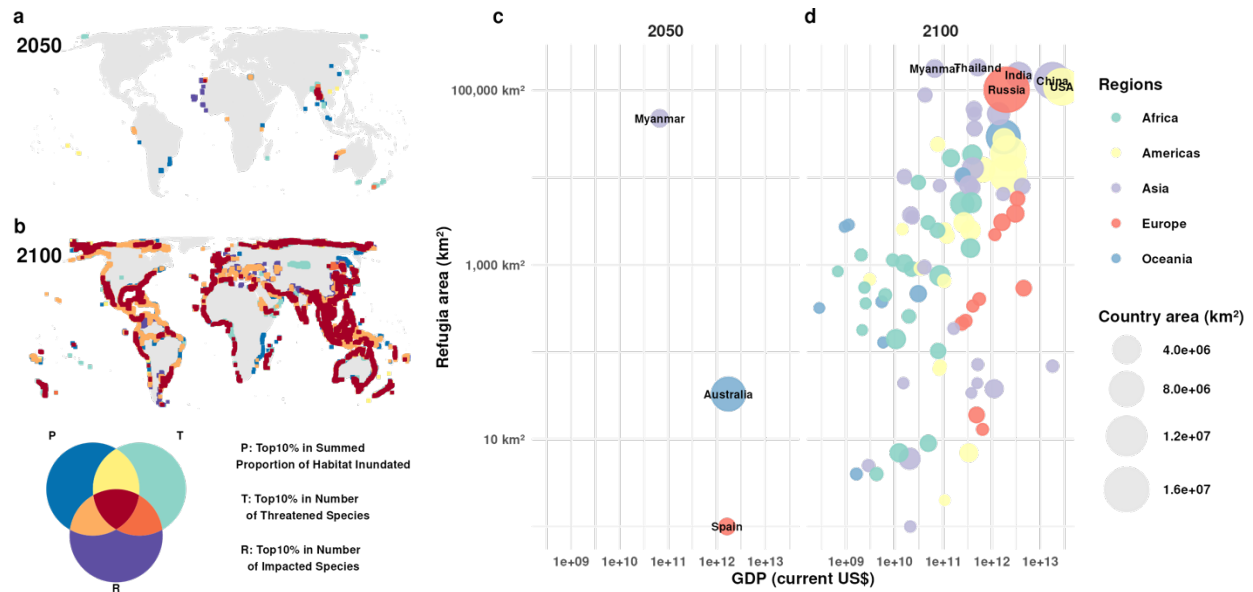 a
2050
b
2100
P
T
R
P: Top10% in Summed
Proportion of Habitat Inundated
T: Top10% in Number
of Threatened Species
R: Top10% in Number
of Impacted Species
c
2050
Refugia area (km²)
100,000 km²
1,000 km²
10 km²
Myanmar
Australia
Spain
1e+09
1e+10
1e+11
1e+12
1e+13
d
2100
Myanmar
Thailand
India
Russia
China
USA
1e+09
1e+10
1e+11
1e+12
1e+13
GDP (current US$)
Regions
Africa
Americas
Asia
Europe
Oceania
Country area (km²)
4.0e+06
8.0e+06
1.2e+07
1.6e+07